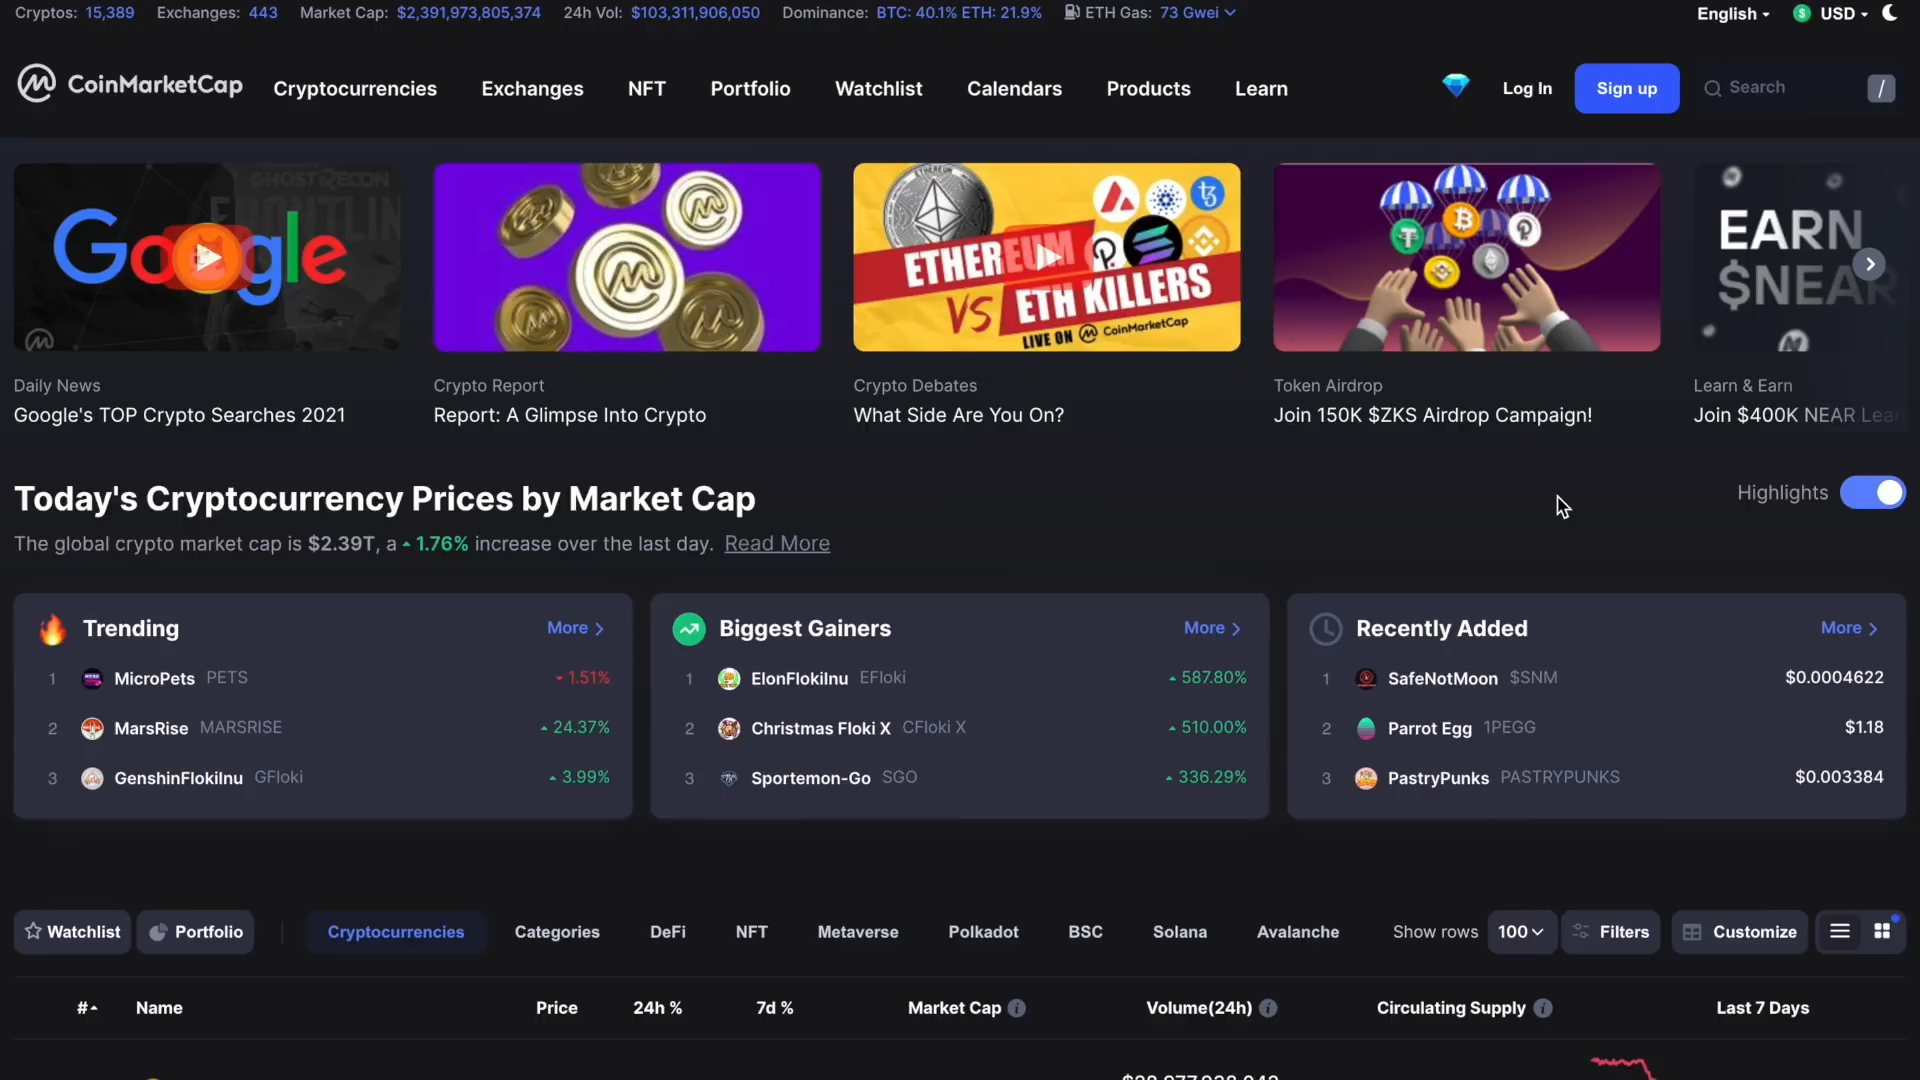 Cryptos: 15,389 Exchanges: 443 Market Cap: $2,391,973,805,374 24h Vol: $103,311,906,050 Dominance: BTC: 40.1% ETH: 21.9% ETH Gas: 73 Gwei English USD
CoinMarketCap Cryptocurrencies Exchanges NFT Portfolio Watchlist Calendars Products Learn Log In Sign up Search /
GHOST RECON
FRONTLIN
Google
ETHEREUM
VS ETH KILLERS
LIVE ON CoinMarketCap
EARN
$NEAR
Daily News
Google's TOP Crypto Searches 2021
Crypto Report
Report: A Glimpse Into Crypto
Crypto Debates
What Side Are You On?
Token Airdrop
Join 150K $ZKS Airdrop Campaign!
Learn & Earn
Join $400K NEAR Lea
Today's Cryptocurrency Prices by Market Cap
Highlights
The global crypto market cap is $2.39T, a 1.76% increase over the last day. Read More
Trending More
1 MicroPets PETS 1.51%
2 MarsRise MARSRISE 24.37%
3 GenshinFlokiInu GFloki 3.99%
Biggest Gainers More
1 ElonFlokiInu EFloki 587.80%
2 Christmas Floki X CFloki X 510.00%
3 Sportemon-Go SGO 336.29%
Recently Added More
1 SafeNotMoon $SNM $0.0004622
2 Parrot Egg 1PEGG $1.18
3 PastryPunks PASTRYPUNKS $0.003384
Watchlist Portfolio Cryptocurrencies Categories DeFi NFT Metaverse Polkadot BSC Solana Avalanche Show rows 100 Filters Customize
# Name Price 24h % 7d % Market Cap Volume(24h) Circulating Supply Last 7 Days